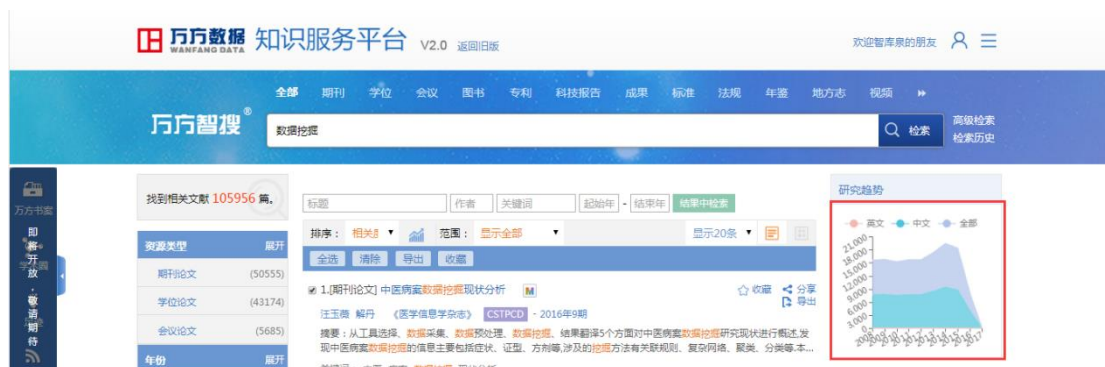 万方数据 WANFANG DATA 知识服务平台 V2.0 返回旧版
欢迎智库泉的朋友
全部 期刊 学位 会议 图书 专利 科技报告 成果 标准 法规 年鉴 地方志 视频
万方智搜®
数据挖掘
检索
高级检索
检索历史
万方书案
即将开放·敬请期待
找到相关文献 105956 篇。
资源类型 展开
期刊论文 (50555)
学位论文 (43174)
会议论文 (5685)
年份 展开
标题 作者 关键词 起始年 - 结束年 结果中检索
排序: 相关 范围: 显示全部 显示20条
全选 清除 导出 收藏
1.[期刊论文] 中医病案数据挖掘现状分析 M
收藏 分享
导出
汪玉薇 解丹 《医学信息学杂志》 CSTPCD - 2016年9期
摘要:从工具选择、数据采集、数据预处理、数据挖掘、结果翻译5个方面对中医病案数据挖掘研究现状进行概述,发
现中医病案数据挖掘的信息主要包括症状、证型、方剂等,涉及的挖掘方法有关联规则、复杂网络、聚类、分类等.本...
研究趋势
英文 中文 全部
21,000
18,000
15,000
12,000
9,000
6,000
3,000
0